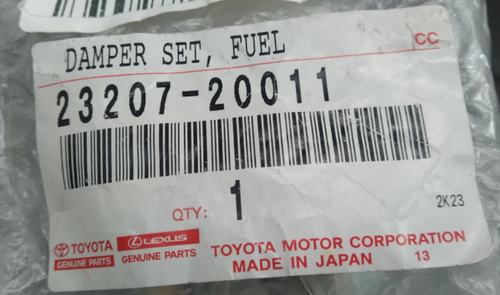 DAMPER SET, FUEL
CC
23207-20011
QTY: 1
2K23
TOYOTA
GENUINE PARTS
LEXUS
GENUINE PARTS
TOYOTA MOTOR CORPORATION
MADE IN JAPAN 13